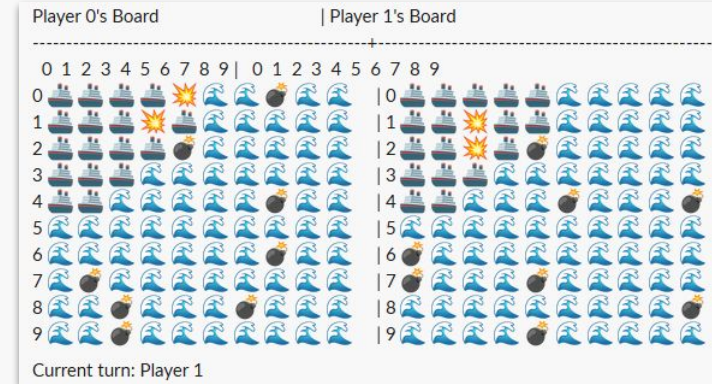 Player 0's Board | Player 1's Board
--------------------------------------------+--------------------------------------------
0 1 2 3 4 5 6 7 8 9 | 0 1 2 3 4 5 6 7 8 9
0🚢🚢🚢🚢💥🌊🌊💣🌊🌊 | 0🚢🚢🚢🚢🚢🌊🌊🌊🌊🌊
1🚢🚢🚢💥🚢🌊🌊🌊🌊🌊 | 1🚢🚢💥🚢🚢🌊🌊🌊🌊🌊
2🚢🚢🚢🚢💣🌊🌊🌊🌊🌊 | 2🚢🚢💥🚢💣🌊🌊🌊🌊🌊
3🚢🚢🚢🌊🌊🌊🌊🌊🌊🌊 | 3🚢🚢🚢🌊🌊🌊🌊🌊🌊🌊
4🚢🚢🌊🌊🌊🌊🌊💣🌊🌊 | 4🚢🚢🌊🌊🌊💣🌊🌊🌊💣
5🌊🌊🌊🌊🌊🌊🌊🌊🌊🌊 | 5🌊🌊🌊🌊🌊🌊🌊🌊🌊🌊
6🌊🌊🌊🌊🌊🌊🌊💣🌊🌊 | 6💣🌊🌊🌊🌊🌊🌊🌊🌊🌊
7🌊💣🌊🌊🌊🌊🌊🌊🌊🌊 | 7💣🌊🌊🌊💣🌊🌊🌊🌊🌊
8🌊🌊💣🌊🌊🌊💣🌊🌊🌊 | 8🌊🌊🌊🌊🌊🌊🌊🌊🌊💣
9🌊🌊💣🌊🌊🌊🌊🌊🌊🌊 | 9🌊🌊🌊🌊💣🌊🌊🌊🌊🌊
Current turn: Player 1